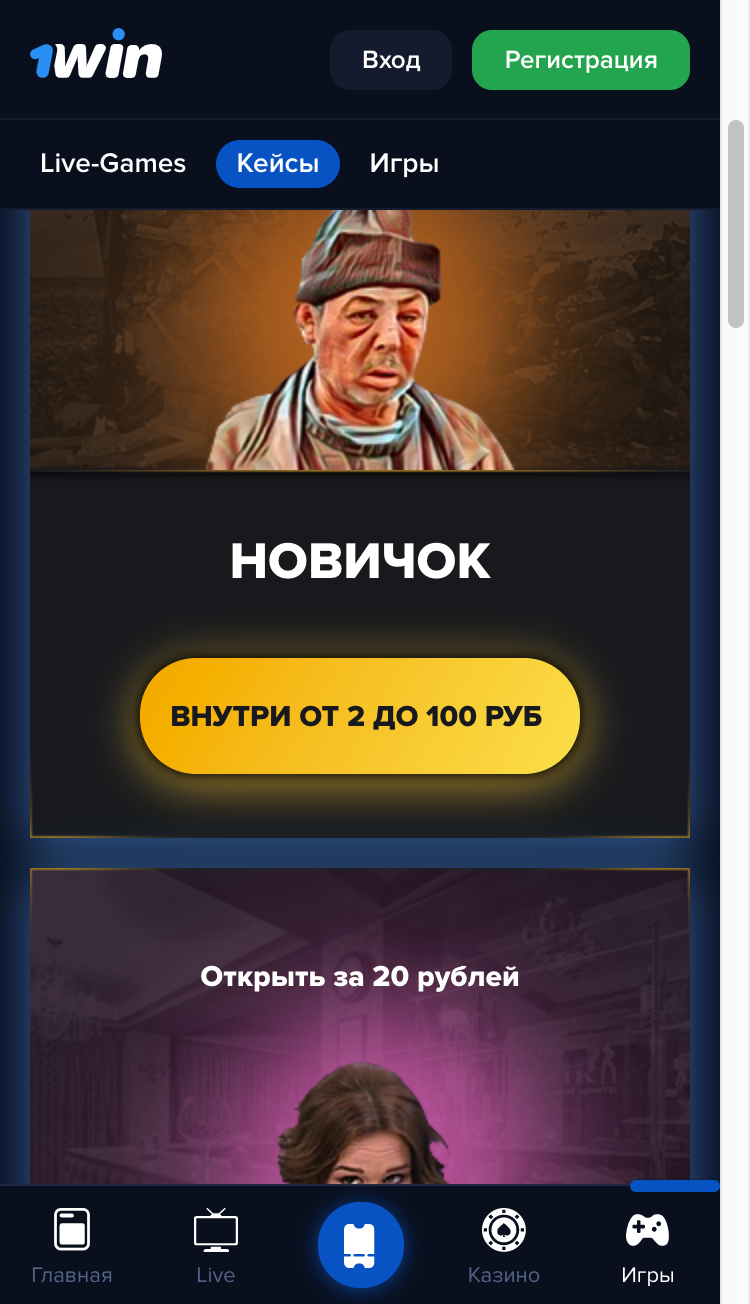 1win
Вход
Регистрация
Live-Games
Кейсы
Игры
НОВИЧОК
ВНУТРИ ОТ 2 ДО 100 РУБ
Открыть за 20 рублей
Главная
Live
Казино
Игры